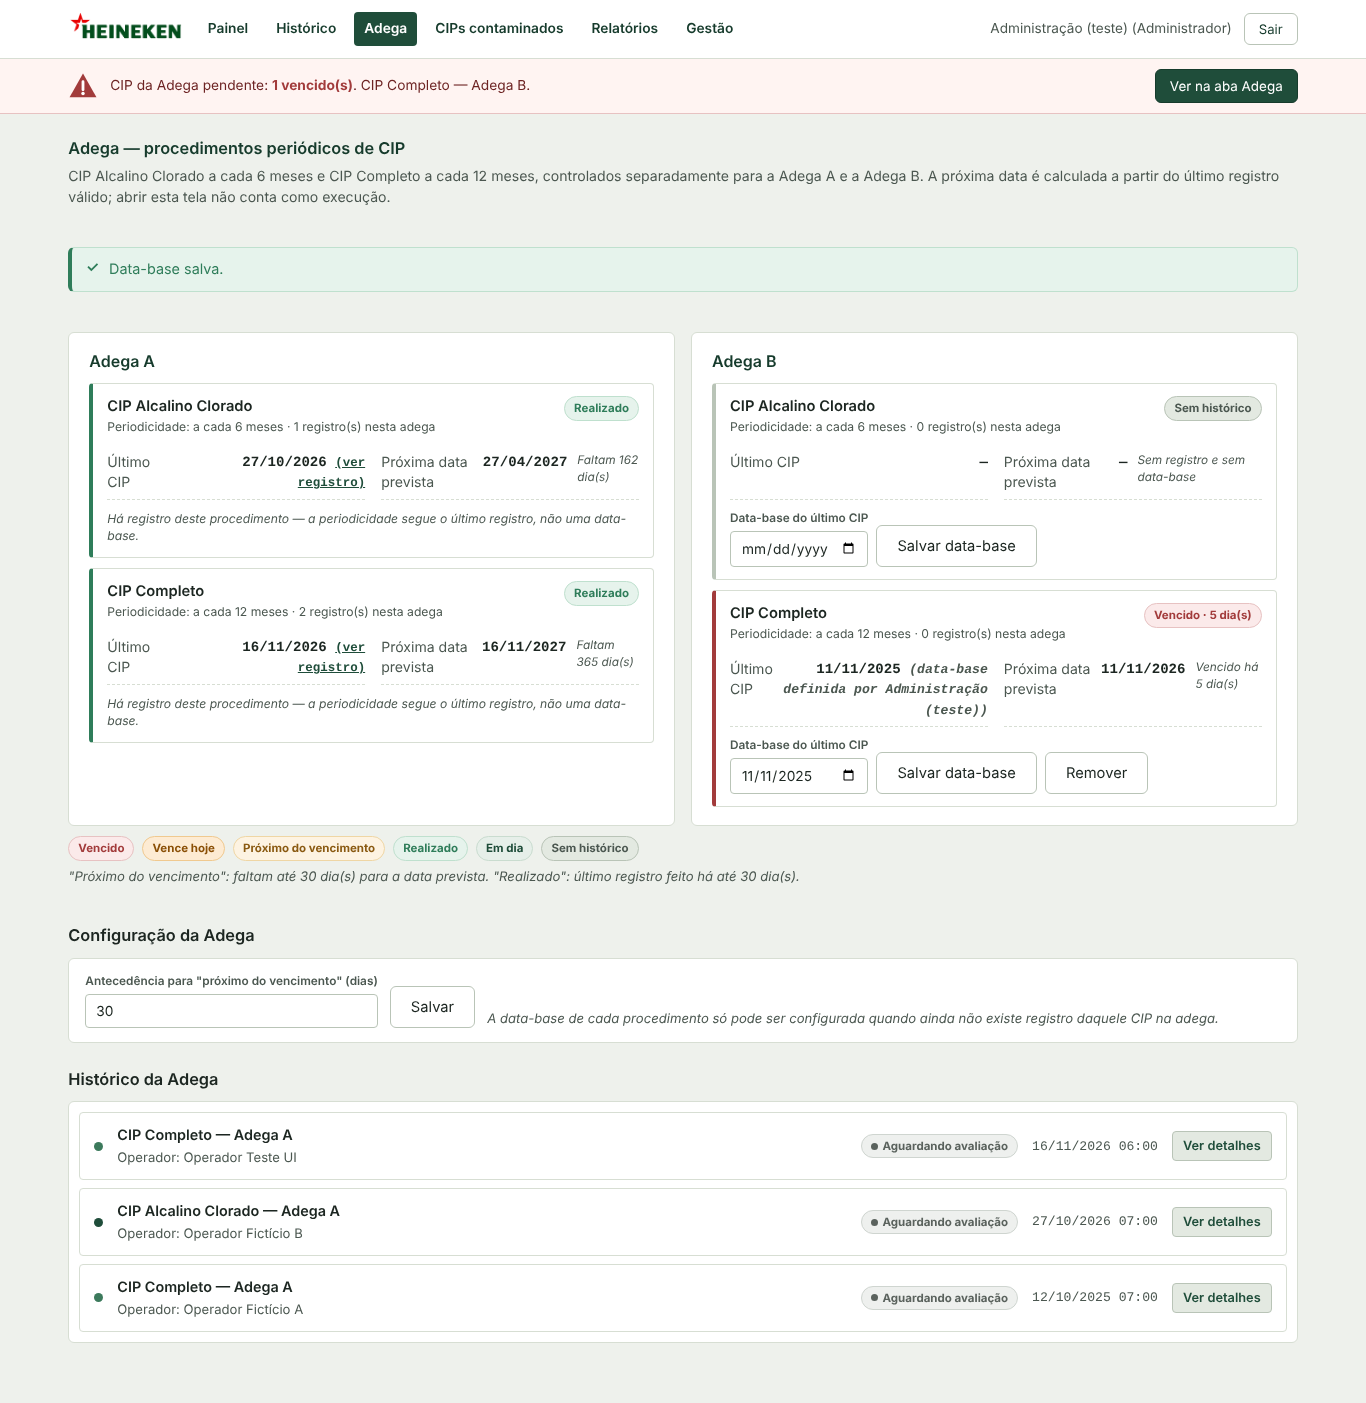 HEINEKEN Painel Histórico Adega CIPs contaminados Relatórios Gestão Administração (teste) (Administrador) Sair
CIP da Adega pendente: 1 vencido(s). CIP Completo — Adega B. Ver na aba Adega
Adega — procedimentos periódicos de CIP
CIP Alcalino Clorado a cada 6 meses e CIP Completo a cada 12 meses, controlados separadamente para a Adega A e a Adega B. A próxima data é calculada a partir do último registro
válido; abrir esta tela não conta como execução.
Data-base salva.
Adega A
CIP Alcalino Clorado Realizado
Periodicidade: a cada 6 meses · 1 registro(s) nesta adega
Último CIP 27/10/2026 (ver registro) Próxima data prevista 27/04/2027 Faltam 162 dia(s)
Há registro deste procedimento — a periodicidade segue o último registro, não uma data-
base.
CIP Completo Realizado
Periodicidade: a cada 12 meses · 2 registro(s) nesta adega
Último CIP 16/11/2026 (ver registro) Próxima data prevista 16/11/2027 Faltam 365 dia(s)
Há registro deste procedimento — a periodicidade segue o último registro, não uma data-
base.
Adega B
CIP Alcalino Clorado Sem histórico
Periodicidade: a cada 6 meses · 0 registro(s) nesta adega
Último CIP — Próxima data prevista — Sem registro e sem data-base
Data-base do último CIP
mm/dd/yyyy Salvar data-base
CIP Completo Vencido · 5 dia(s)
Periodicidade: a cada 12 meses · 0 registro(s) nesta adega
Último CIP 11/11/2025 (data-base definida por Administração (teste)) Próxima data prevista 11/11/2026 Vencido há 5 dia(s)
Data-base do último CIP
11/11/2025 Salvar data-base Remover
Vencido Vence hoje Próximo do vencimento Realizado Em dia Sem histórico
"Próximo do vencimento": faltam até 30 dia(s) para a data prevista. "Realizado": último registro feito há até 30 dia(s).
Configuração da Adega
Antecedência para "próximo do vencimento" (dias)
30 Salvar A data-base de cada procedimento só pode ser configurada quando ainda não existe registro daquele CIP na adega.
Histórico da Adega
CIP Completo — Adega A
Operador: Operador Teste UI
Aguardando avaliação 16/11/2026 06:00 Ver detalhes
CIP Alcalino Clorado — Adega A
Operador: Operador Fictício B
Aguardando avaliação 27/10/2026 07:00 Ver detalhes
CIP Completo — Adega A
Operador: Operador Fictício A
Aguardando avaliação 12/10/2025 07:00 Ver detalhes